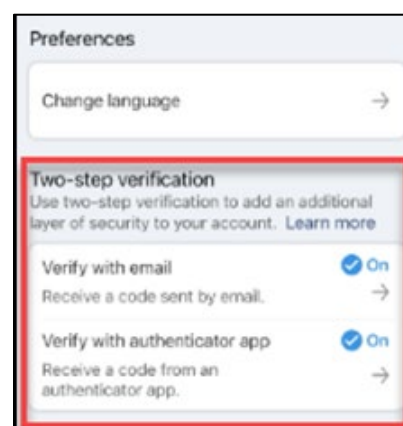 Preferences
Change language
Two-step verification
Use two-step verification to add an additional
layer of security to your account. Learn more
Verify with email
On
Receive a code sent by email.
Verify with authenticator app
On
Receive a code from an
authenticator app.